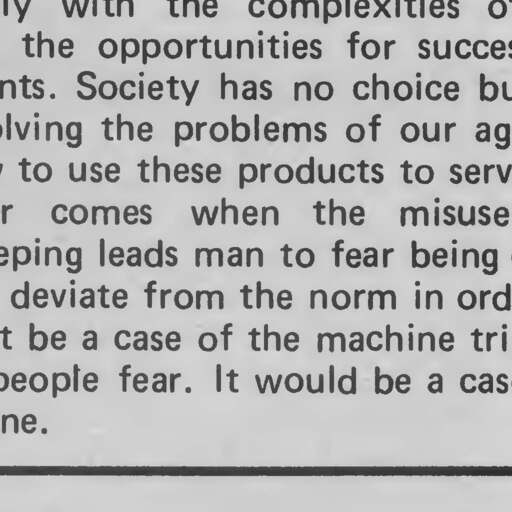 ly with the complexities o
the opportunities for succes
nts. Society has no choice bu
olving the problems of our ag
to use these products to serv
r comes when the misuse
eping leads man to fear being
deviate from the norm in ord
t be a case of the machine tri
people fear. It would be a cas
ne.